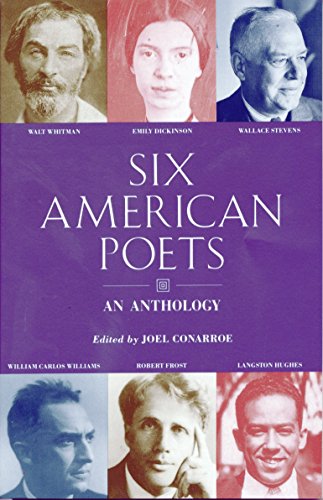 WALT WHITMAN
EMILY DICKINSON
WALLACE STEVENS
SIX
AMERICAN
POETS
AN ANTHOLOGY
Edited by JOEL CONARROE
WILLIAM CARLOS WILLIAMS
ROBERT FROST
LANGSTON HUGHES